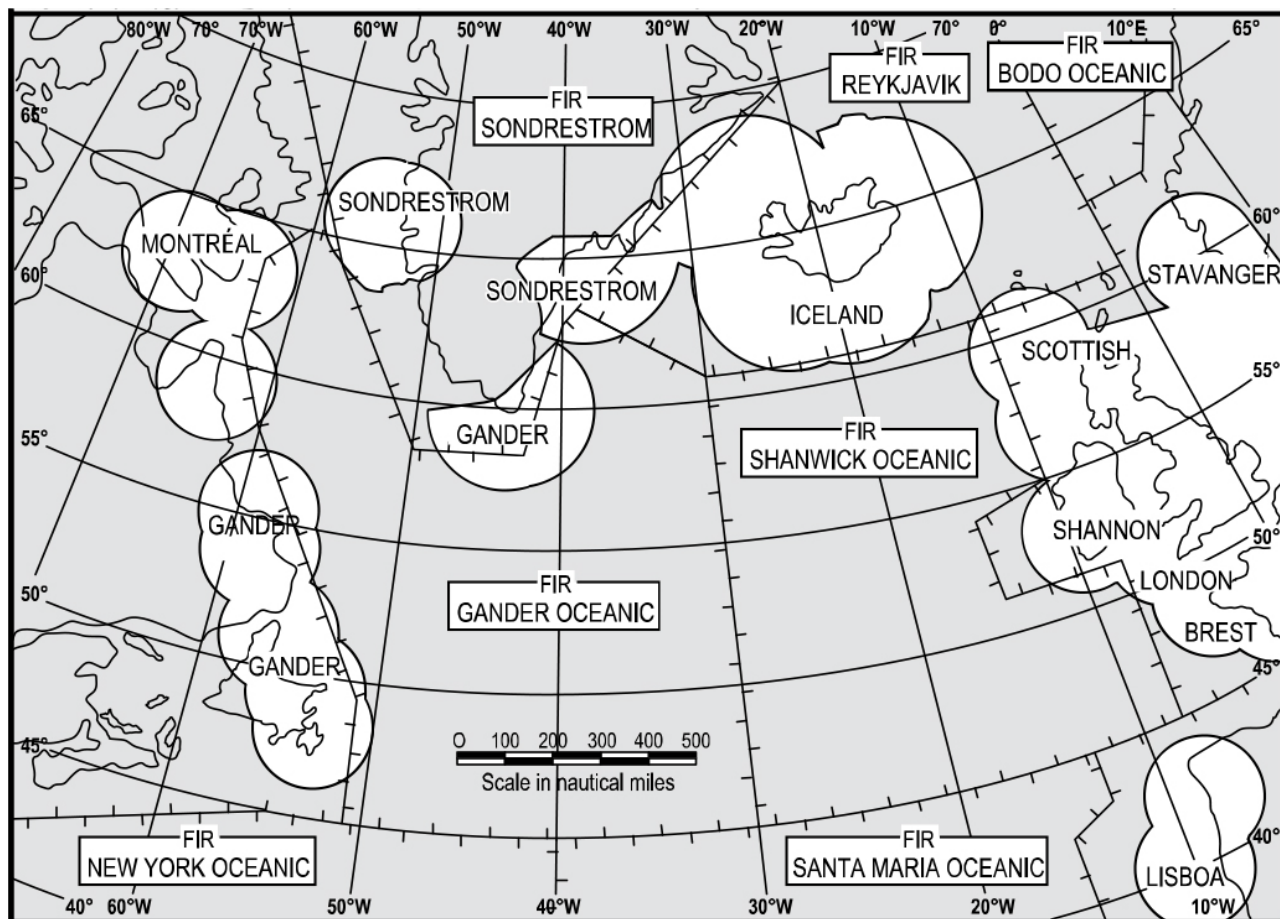 80°W 70° 70°W 60°W 50°W 40°W 30°W 20°W 10°W 70° 0° 10°E 65°
FIR
REYKJAVIK
FIR
BODO OCEANIC
FIR
SONDRESTROM
65°
SONDRESTROM
60°
MONTRÉAL
STAVANGER
60°
SONDRESTROM
ICELAND
SCOTTISH
55°
GANDER
FIR
SHANWICK OCEANIC
55°
GANDER
SHANNON
50°
LONDON
FIR
GANDER OCEANIC
50°
BREST
GANDER
45°
45°
0 100 200 300 400 500
Scale in nautical miles
FIR
NEW YORK OCEANIC
FIR
SANTA MARIA OCEANIC
40°
LISBOA
40° 60°W 50°W 40°W 30°W 20°W 10°W